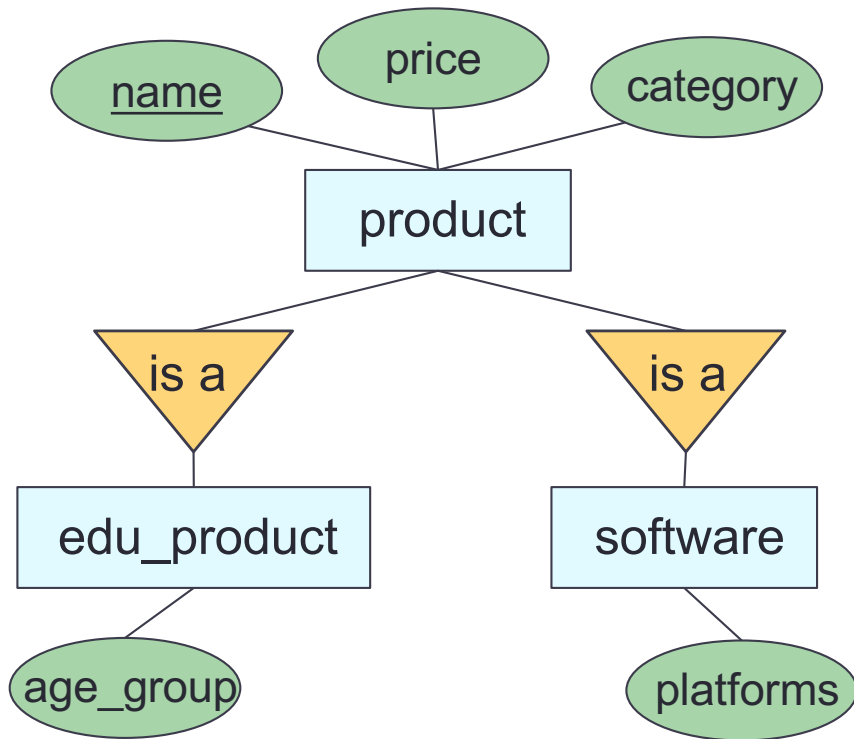 name
price
category
product
is a
is a
edu_product
software
age_group
platforms